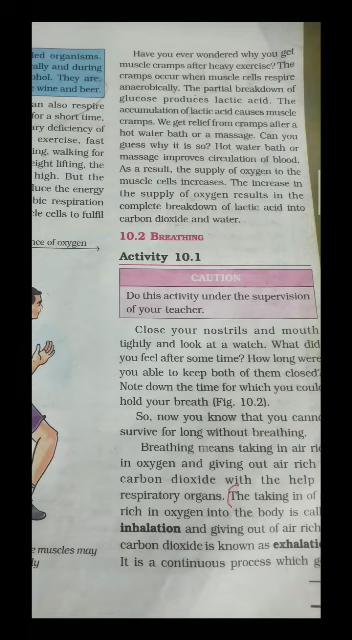 led organisms.
ally and during
ohol. They are,
wine and beer.
an also respire
for a short time,
ary deficiency of
exercise, fast
ing, walking for
eight lifting, the
high. But the
luce the energy
bic respiration
cle cells to fulfil
nce of oxygen
e muscles may
ly
Have you ever wondered why you get
muscle cramps after heavy exercise? The
cramps occur when muscle cells respire
anaerobically. The partial breakdown of
glucose produces lactic acid. The
accumulation of lactic acid causes muscle
cramps. We get relief from cramps after a
hot water bath or a massage. Can you
guess why it is so? Hot water bath or
massage improves circulation of blood.
As a result, the supply of oxygen to the
muscle cells increases. The increase in
the supply of oxygen results in the
complete breakdown of lactic acid into
carbon dioxide and water.
10.2 BREATHING
Activity 10.1
CAUTION
Do this activity under the supervision
of your teacher.
Close your nostrils and mouth
tightly and look at a watch. What did
you feel after some time? How long were
you able to keep both of them closed
Note down the time for which you coul
hold your breath (Fig. 10.2).
So, now you know that you cann
survive for long without breathing.
Breathing means taking in air ri
in oxygen and giving out air rich
carbon dioxide with the help
respiratory organs. The taking in of
rich in oxygen into the body is cal
inhalation and giving out of air rich
carbon dioxide is known as exhalati
It is a continuous process which g